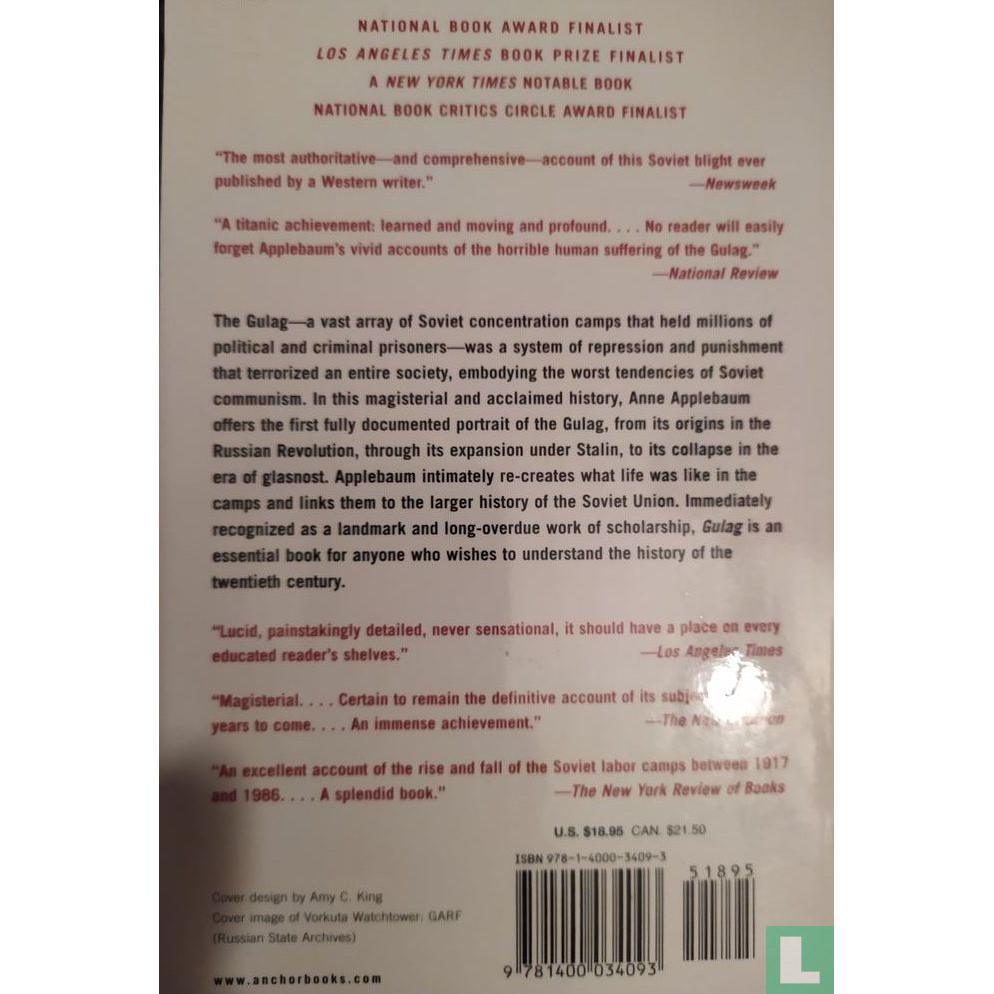 NATIONAL BOOK AWARD FINALIST
LOS ANGELES TIMES BOOK PRIZE FINALIST
A NEW YORK TIMES NOTABLE BOOK
NATIONAL BOOK CRITICS CIRCLE AWARD FINALIST
“The most authoritative—and comprehensive—account of this Soviet blight ever
published by a Western writer.” —Newsweek
“A titanic achievement: learned and moving and profound. . . . No reader will easily
forget Applebaum’s vivid accounts of the horrible human suffering of the Gulag.”
—National Review
The Gulag—a vast array of Soviet concentration camps that held millions of
political and criminal prisoners—was a system of repression and punishment
that terrorized an entire society, embodying the worst tendencies of Soviet
communism. In this magisterial and acclaimed history, Anne Applebaum
offers the first fully documented portrait of the Gulag, from its origins in the
Russian Revolution, through its expansion under Stalin, to its collapse in the
era of glasnost. Applebaum intimately re-creates what life was like in the
camps and links them to the larger history of the Soviet Union. Immediately
recognized as a landmark and long-overdue work of scholarship, Gulag is an
essential book for anyone who wishes to understand the history of the
twentieth century.
“Lucid, painstakingly detailed, never sensational, it should have a place on every
educated reader’s shelves.” —Los Angeles Times
“Magisterial. . . . Certain to remain the definitive account of its
years to come. . . . An immense achievement.” —The
“An excellent account of the rise and fall of the Soviet labor camps between 1917
and 1986. . . . A splendid book.” —The New York Review of Books
U.S. $18.95 CAN. $21.50
ISBN 978-1-4000-3409-3
51895
Cover design by Amy C. King
Cover image of Vorkuta Watchtower: GARF
(Russian State Archives)
9 781400 034093
www.anchorbooks.com
L